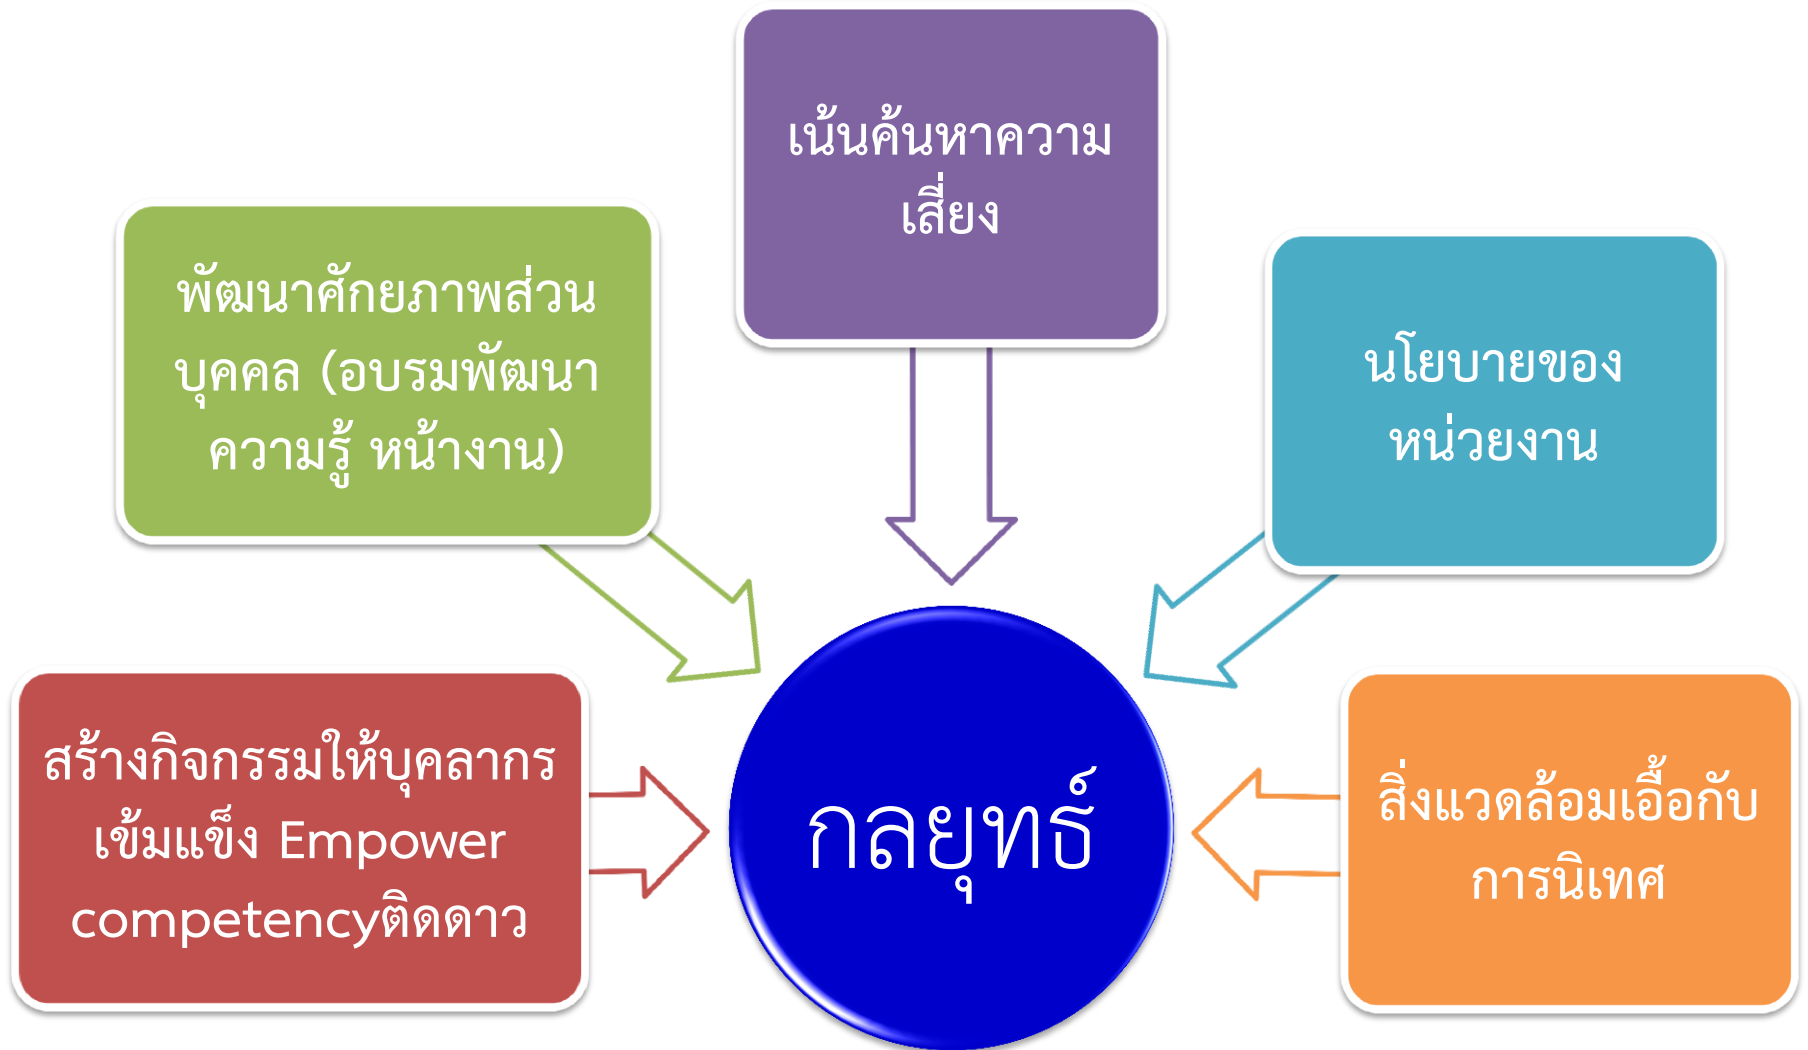 เน้นค้นหาความ
เสี่ยง
พัฒนาศักยภาพส่วน
บุคคล (อบรมพัฒนา
ความรู้ หน้างาน)
นโยบายของ
หน่วยงาน
สร้างกิจกรรมให้บุคลากร
เข้มแข็ง Empower
competencyติดดาว
กลยุทธ์
สิ่งแวดล้อมเอื้อกับ
การนิเทศ